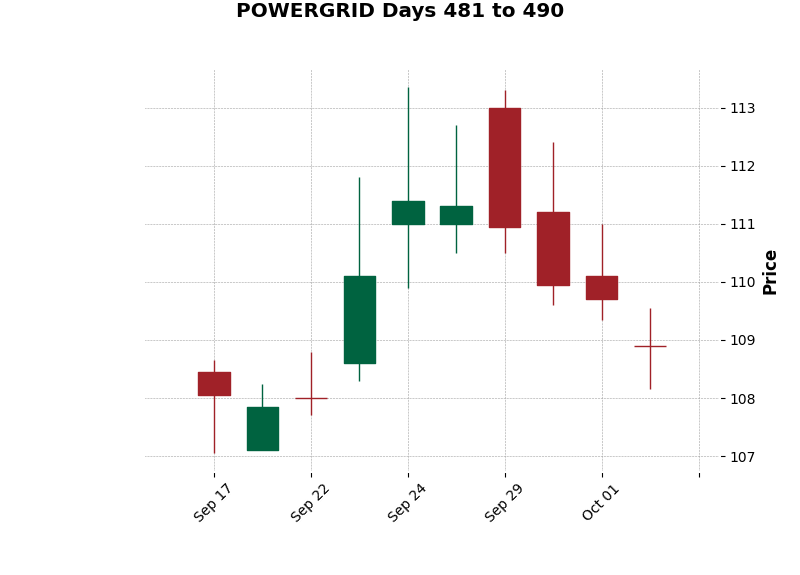 POWERGRID Days 481 to 490
113
112
111
110
109
108
107
Price
Sep 17
Sep 22
Sep 24
Sep 29
Oct 01